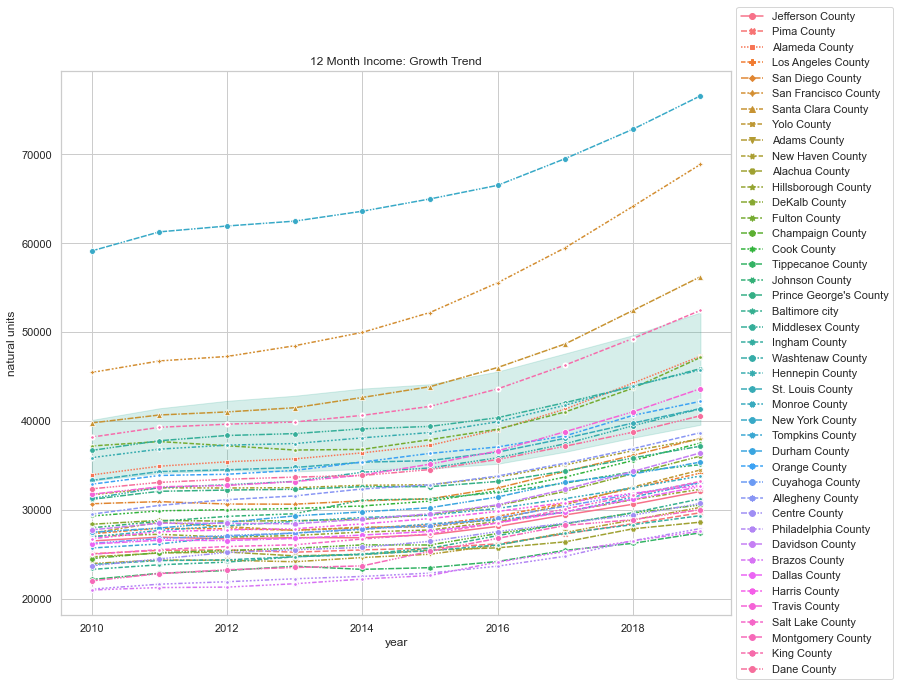 12 Month Income: Growth Trend
natural units
70000
60000
50000
40000
30000
20000
2010
2012
2014
2016
2018
year
Jefferson County
Pima County
Alameda County
Los Angeles County
San Diego County
San Francisco County
Santa Clara County
Yolo County
Adams County
New Haven County
Alachua County
Hillsborough County
DeKalb County
Fulton County
Champaign County
Cook County
Tippecanoe County
Johnson County
Prince George's County
Baltimore city
Middlesex County
Ingham County
Washtenaw County
Hennepin County
St. Louis County
Monroe County
New York County
Tompkins County
Durham County
Orange County
Cuyahoga County
Allegheny County
Centre County
Philadelphia County
Davidson County
Brazos County
Dallas County
Harris County
Travis County
Salt Lake County
Montgomery County
King County
Dane County